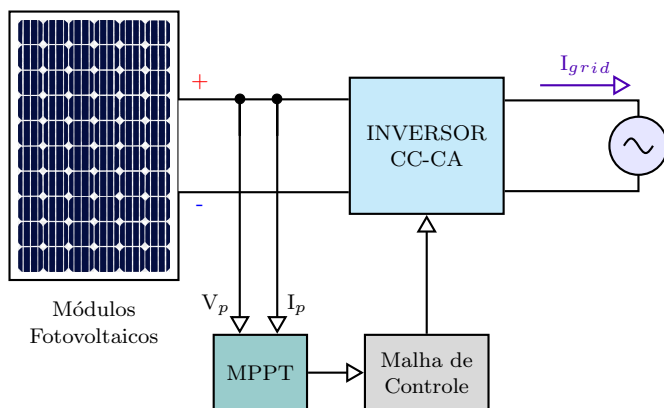 +
I_grid
INVERSOR
CC-CA
-
V_p
I_p
Módulos
Fotovoltaicos
MPPT
Malha de
Controle